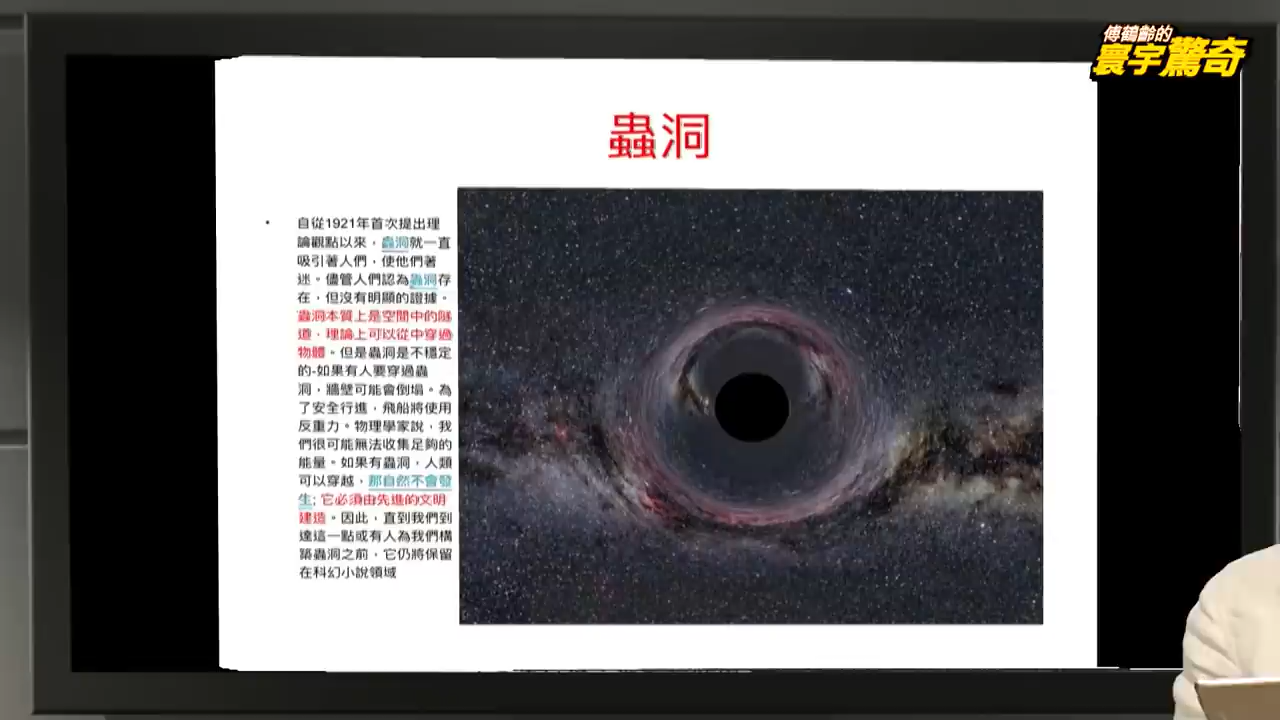 傅鶴齡的
寰宇驚奇
蟲洞
• 自從1921年首次提出理
論觀點以來，蟲洞就一直
吸引著人們，使他們著
迷。儘管人們認為蟲洞存
在，但沒有明顯的證據。
蟲洞本質上是空間中的隧
道，理論上可以從中穿過
物體。但是蟲洞是不穩定
的-如果有人要穿過蟲
洞，牆壁可能會倒塌。為
了安全行進，飛船將使用
反重力。物理學家說，我
們很可能無法收集足夠的
能量。如果有蟲洞，人類
可以穿越，那自然不會發
生; 它必須由先進的文明
建造。因此，直到我們到
達這一點或有人為我們構
築蟲洞之前，它仍將保留
在科幻小說領域